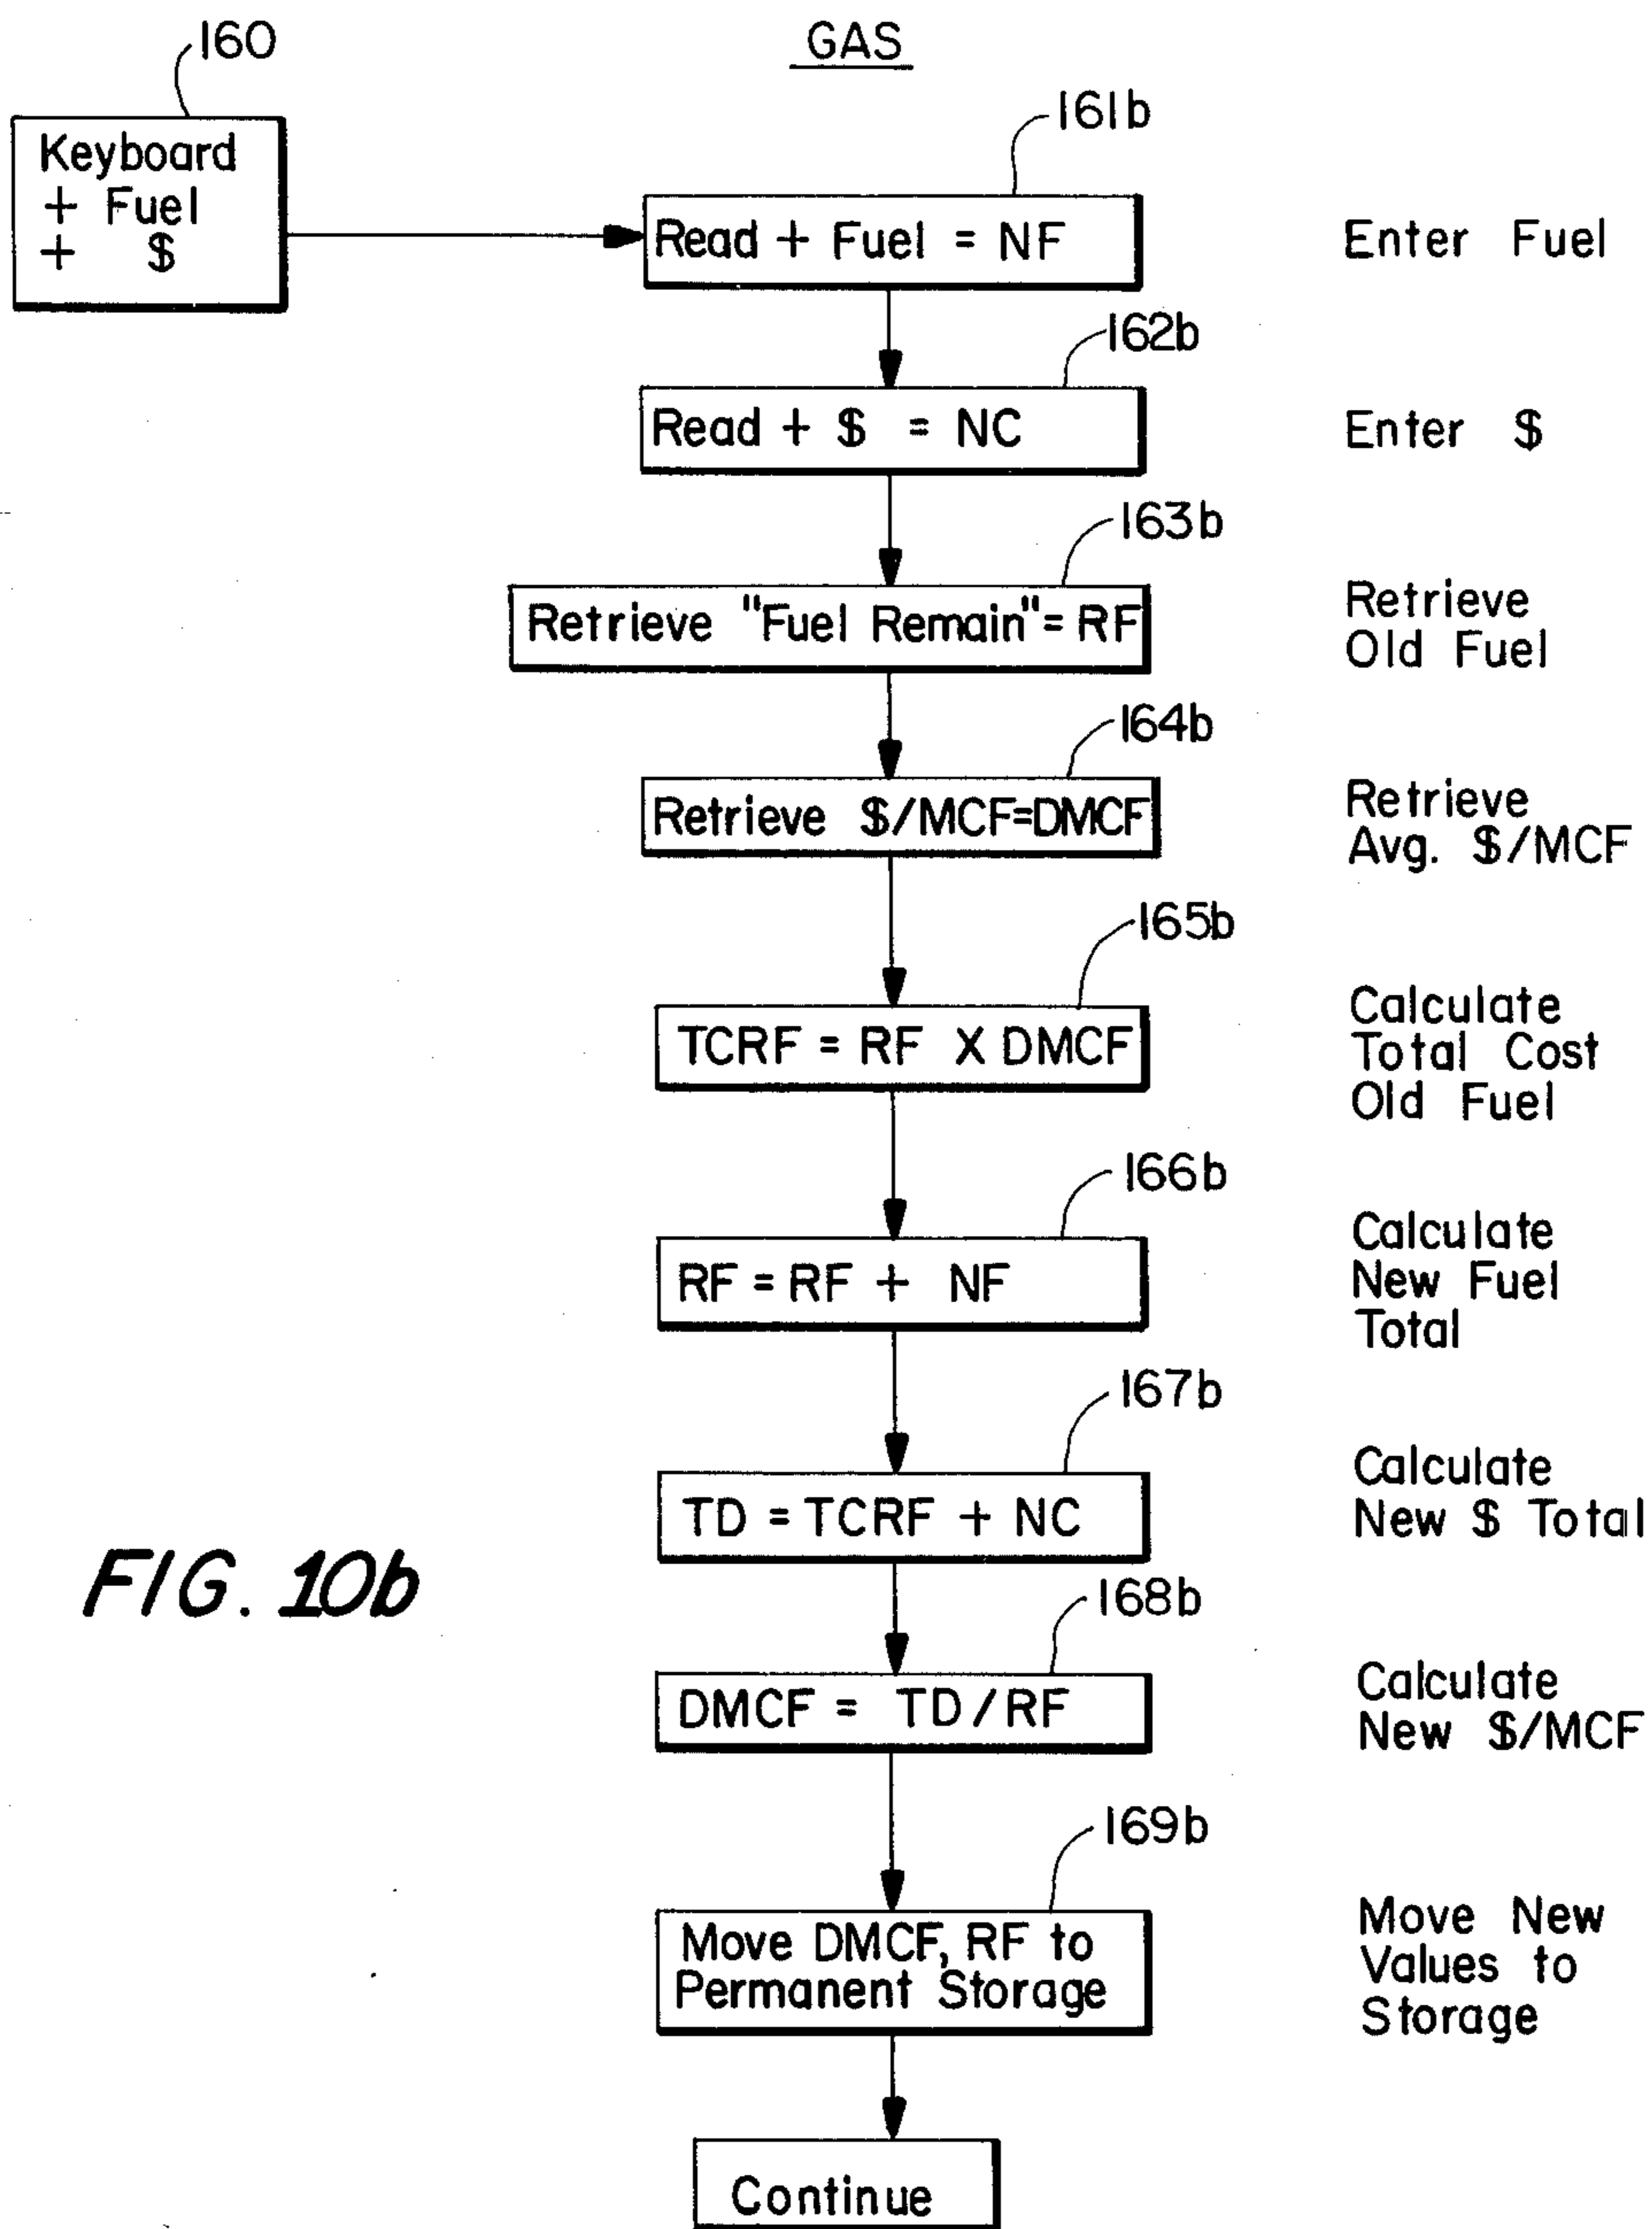 160
GAS
Keyboard
+ Fuel
+ $
161b
Read + Fuel = NF
Enter Fuel
162b
Read + $ = NC
Enter $
163b
Retrieve "Fuel Remain"= RF
Retrieve
Old Fuel
164b
Retrieve $/MCF=DMCF
Retrieve
Avg. $/MCF
165b
TCRF = RF X DMCF
Calculate
Total Cost
Old Fuel
166b
RF = RF + NF
Calculate
New Fuel
Total
167b
TD = TCRF + NC
Calculate
New $ Total
FIG. 10b
168b
DMCF = TD/RF
Calculate
New $/MCF
169b
Move DMCF, RF to
Permanent Storage
Move New
Values to
Storage
Continue